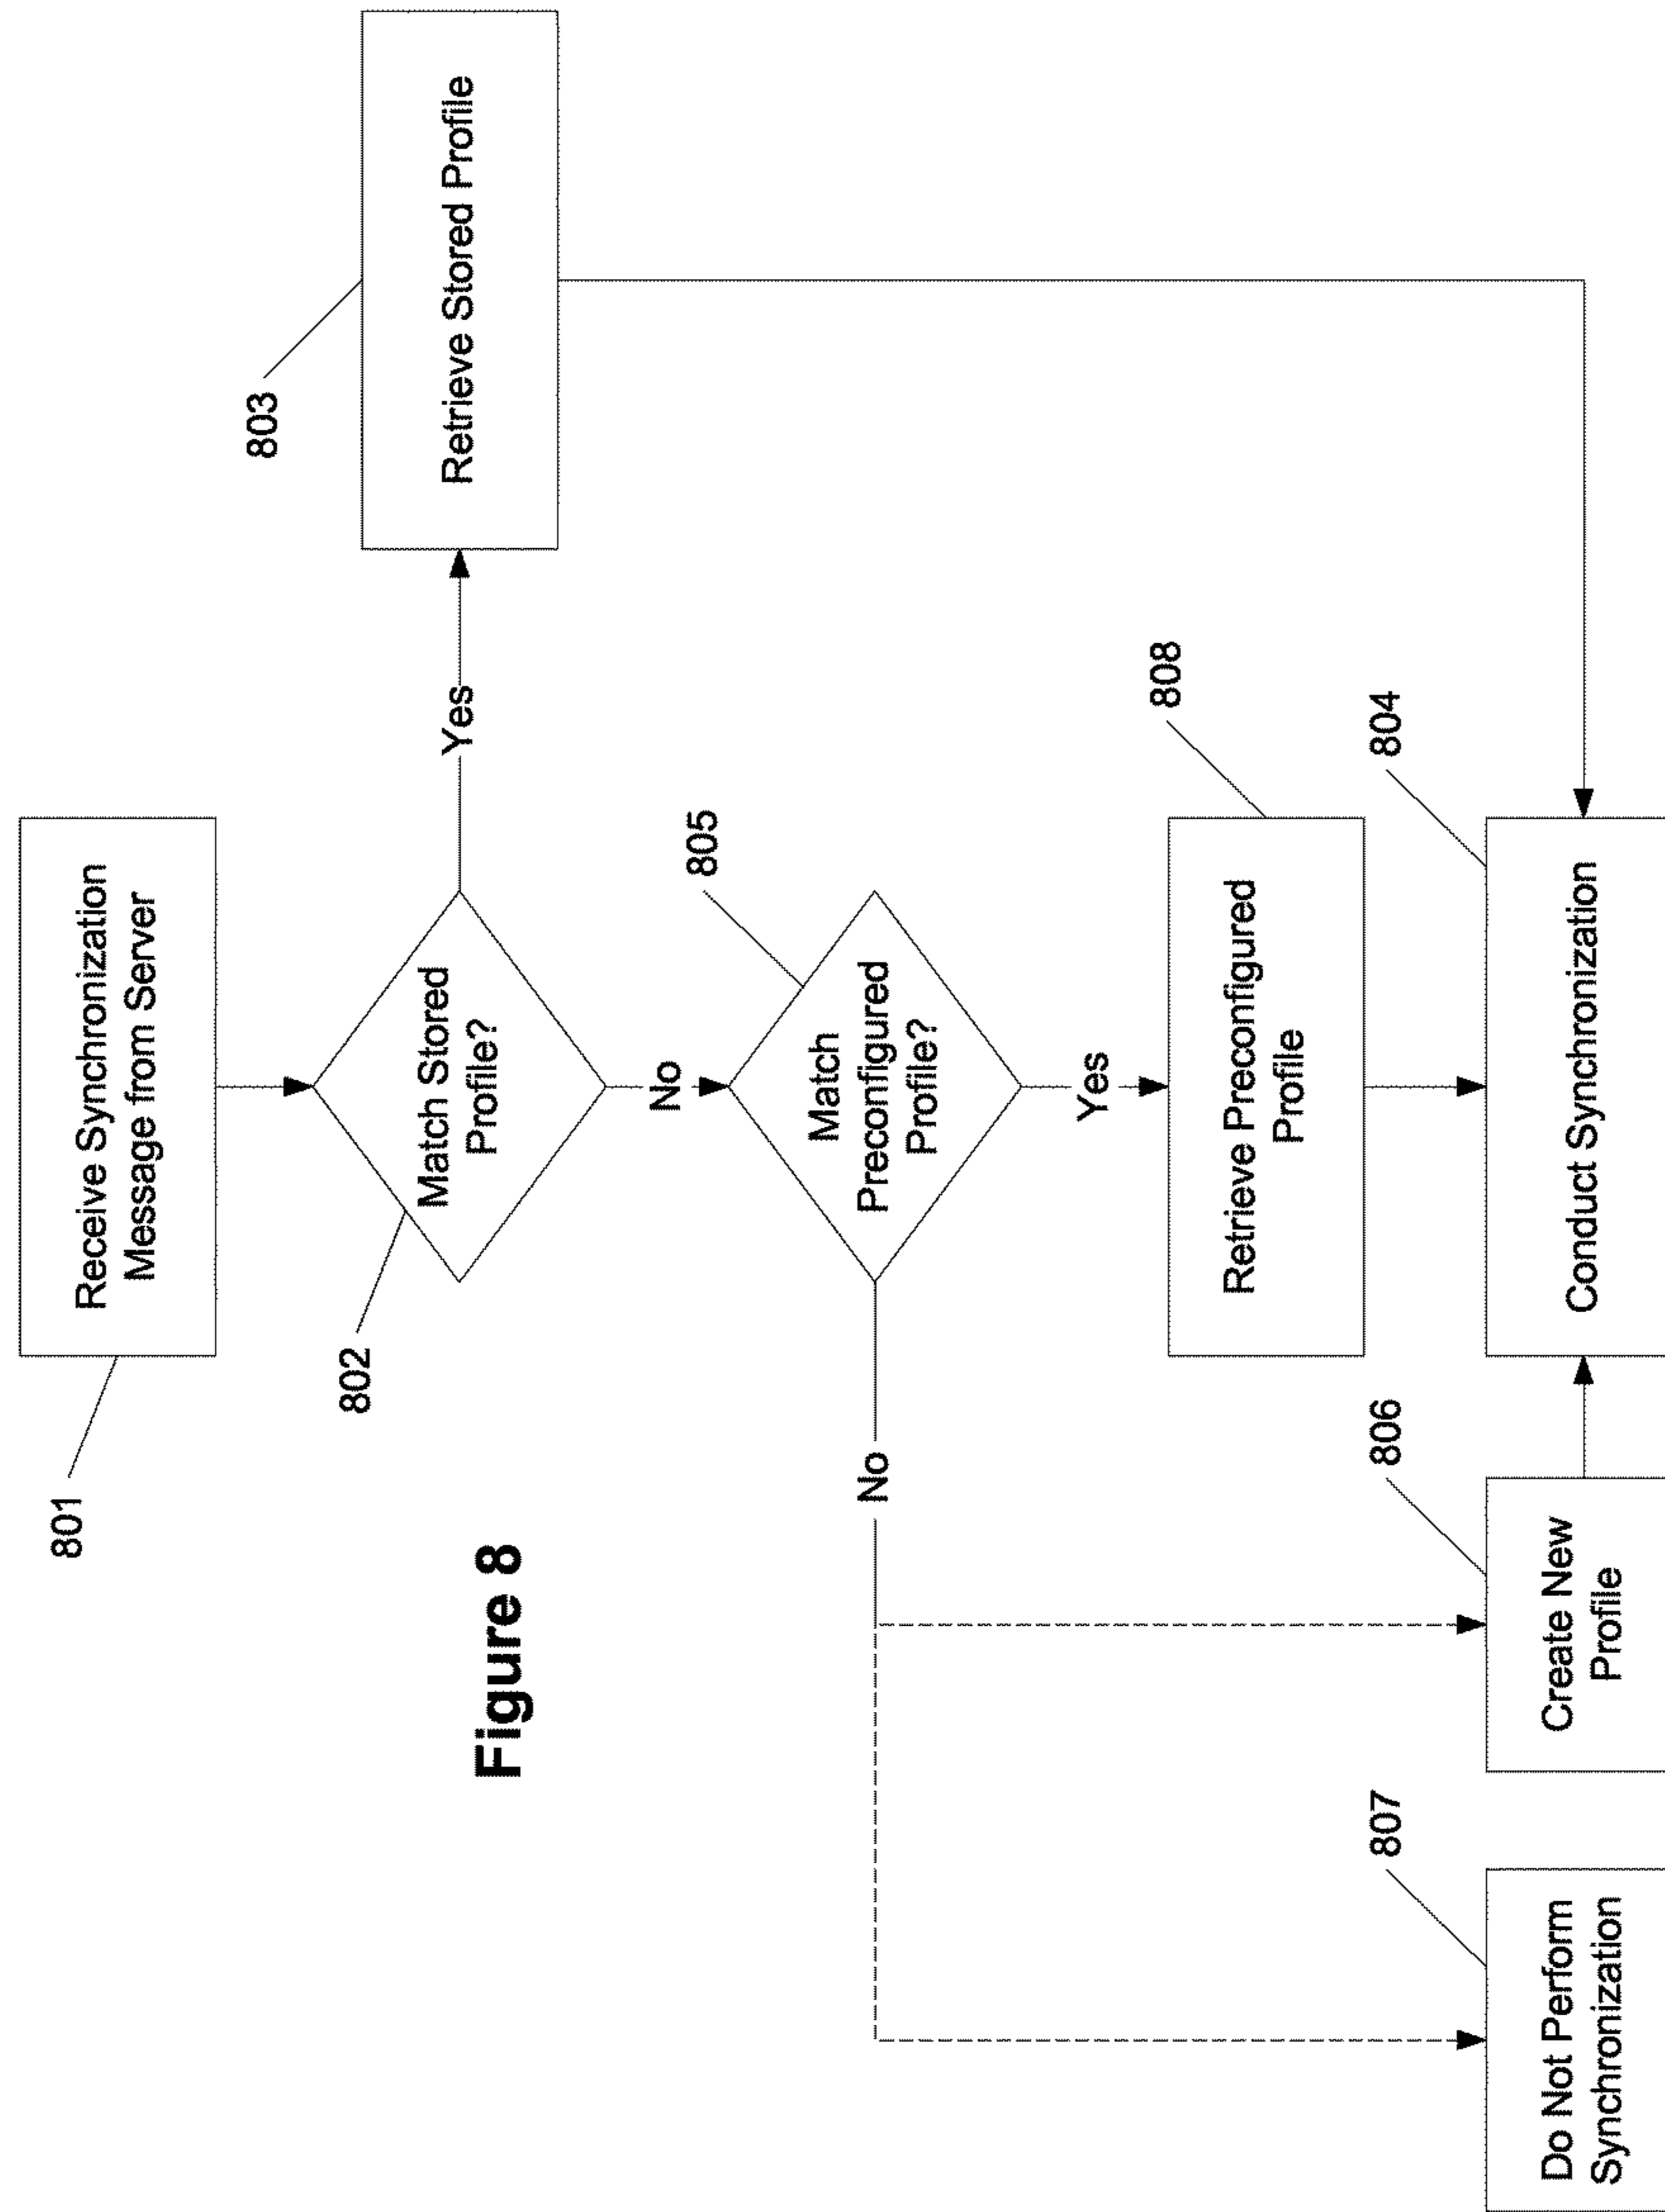 801
Receive Synchronization
Message from Server
802
Match Stored
Profile?
Yes
803
Retrieve Stored Profile
No
805
Match
Preconfigured
Profile?
Yes
808
Retrieve Preconfigured
Profile
804
Conduct Synchronization
No
806
Create New
Profile
807
Do Not Perform
Synchronization
Figure 8